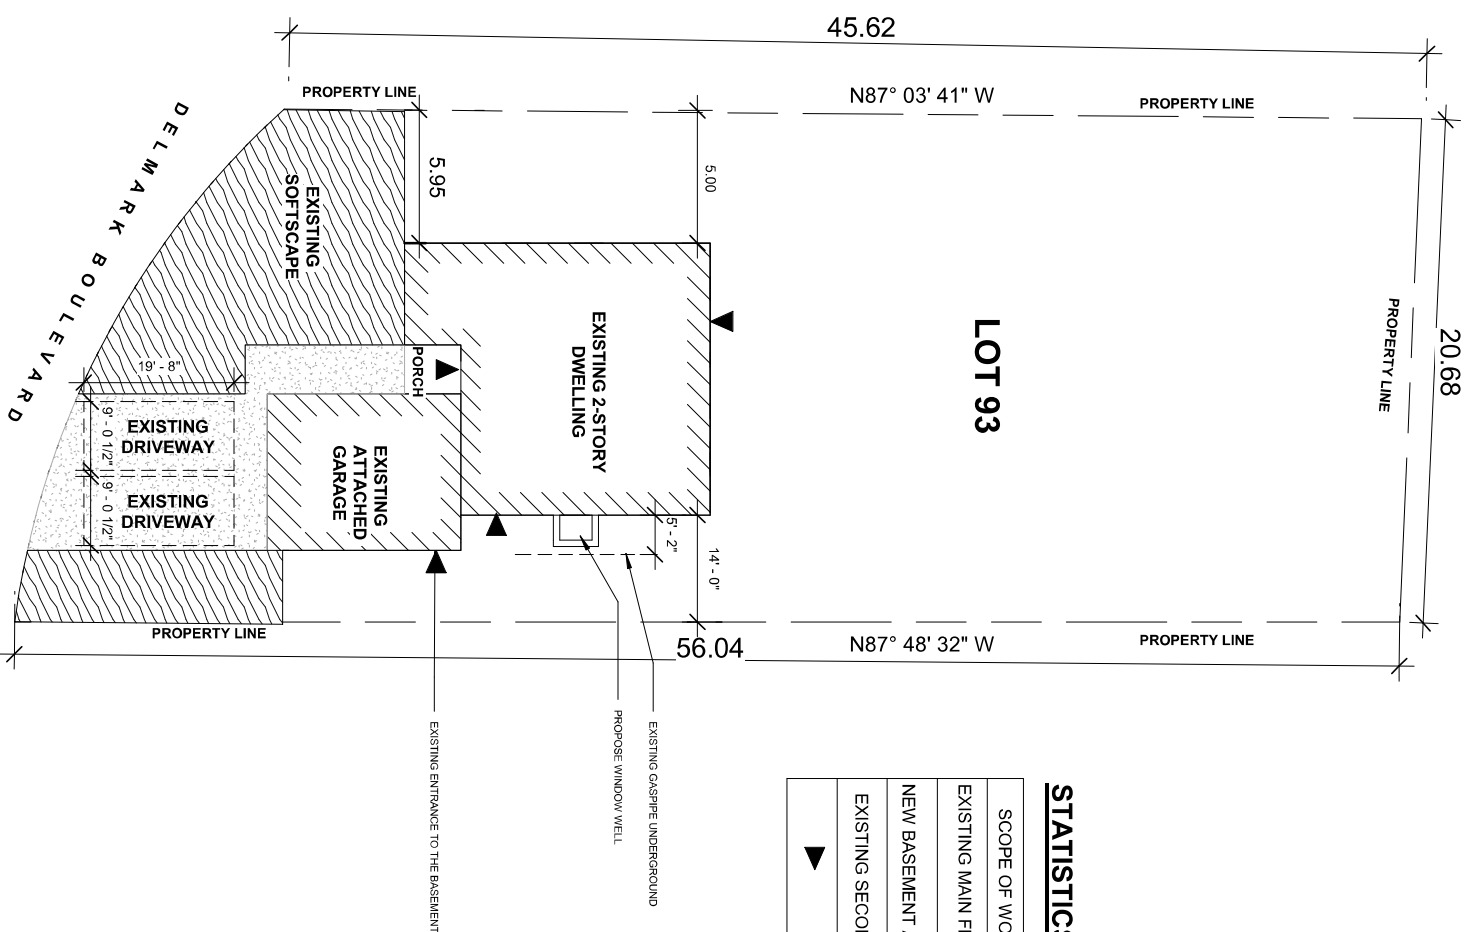 45.62
PROPERTY LINE
N87° 03' 41" W
PROPERTY LINE
DELMARK BOULEVARD
EXISTING
SOFTSCAPE
5.95
5.00
PROPERTY LINE
20.68
LOT 93
EXISTING 2-STORY
DWELLING
PORCH
19' - 8"
9' - 0 1/2"
EXISTING
DRIVEWAY
9' - 0 1/2"
EXISTING
DRIVEWAY
EXISTING
ATTACHED
GARAGE
5' - 2"
14' - 0"
PROPERTY LINE
56.04
N87° 48' 32" W
PROPERTY LINE
EXISTING ENTRANCE TO THE BASEMENT
PROPOSE WINDOW WELL
EXISTING GASPIPE UNDERGROUND
STATISTICS
SCOPE OF WO
EXISTING MAIN F
NEW BASEMENT
EXISTING SECO